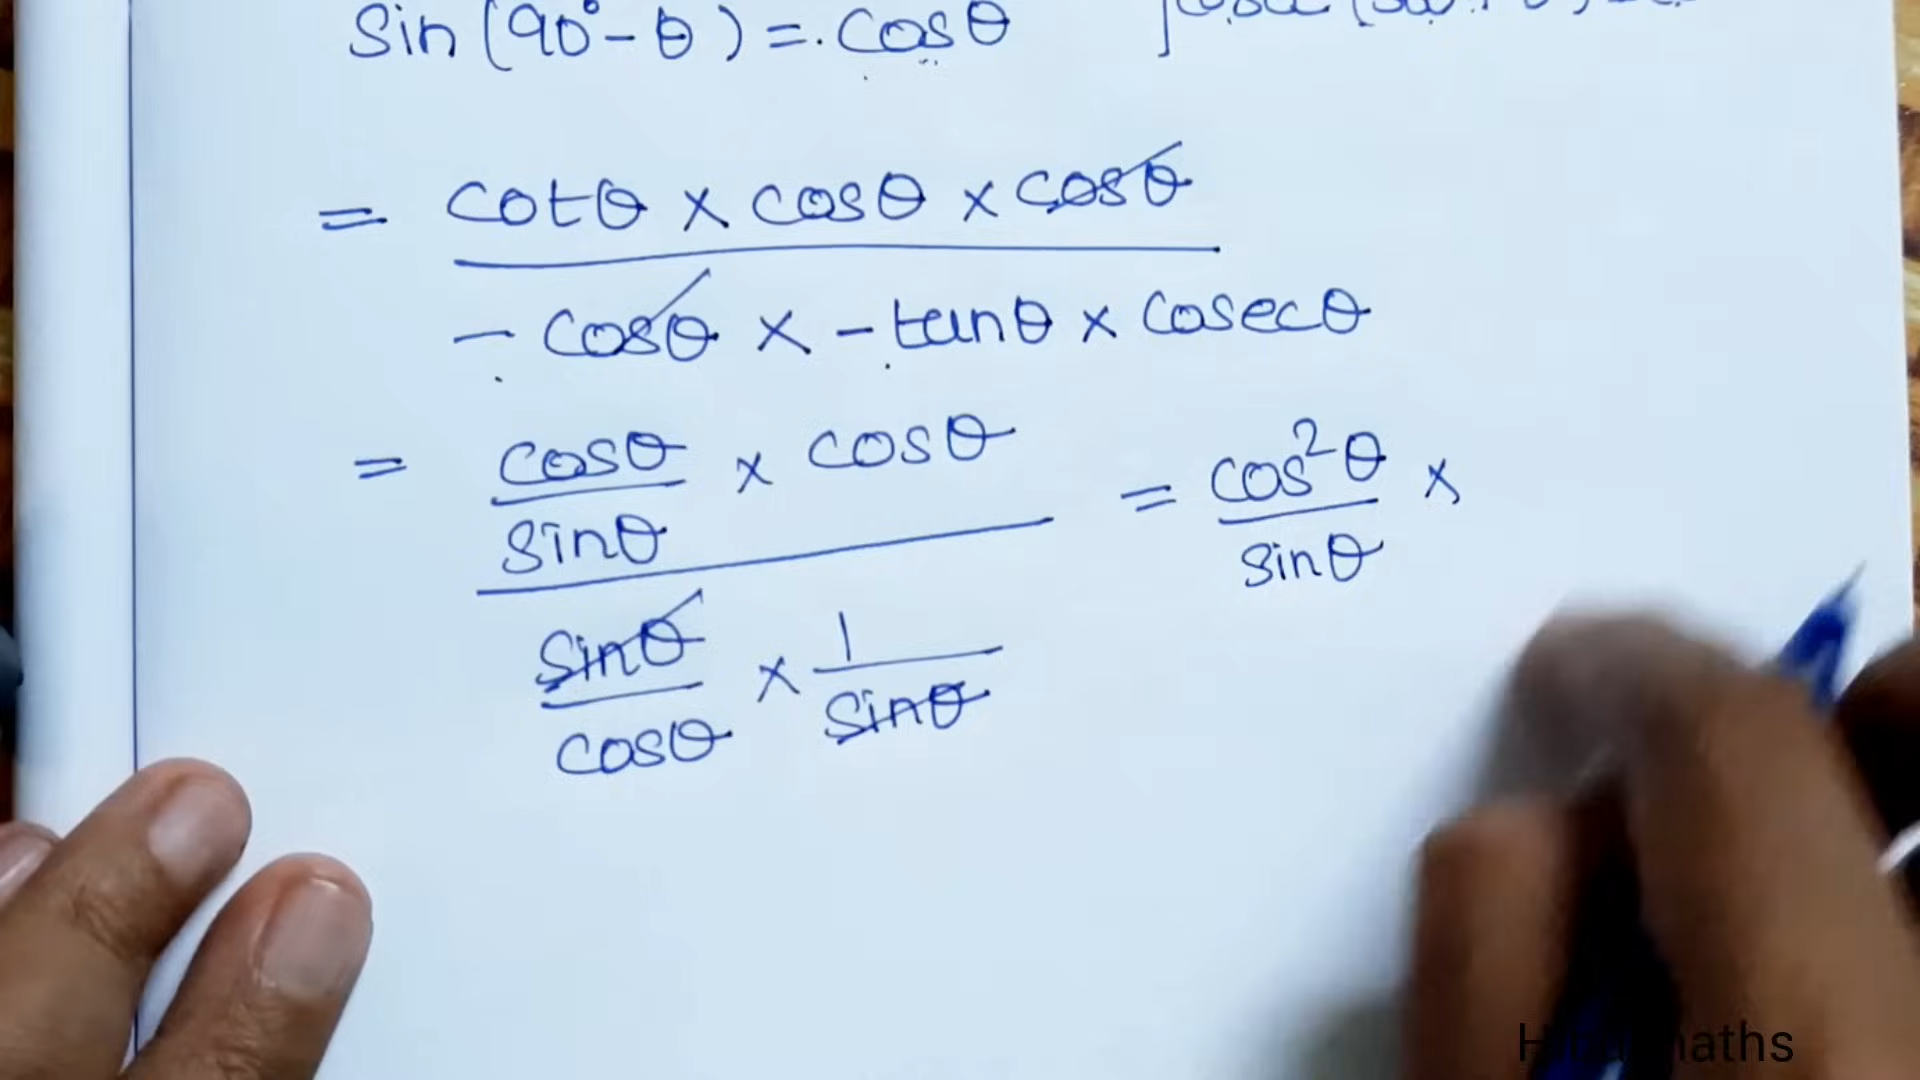 Sin (90° - θ) = cosθ
= cotθ × cosθ × cosθ
- cosθ × - tanθ × cosecθ
= cosθ × cosθ = cos²θ ×
sinθ sinθ
sinθ × 1
cosθ sinθ